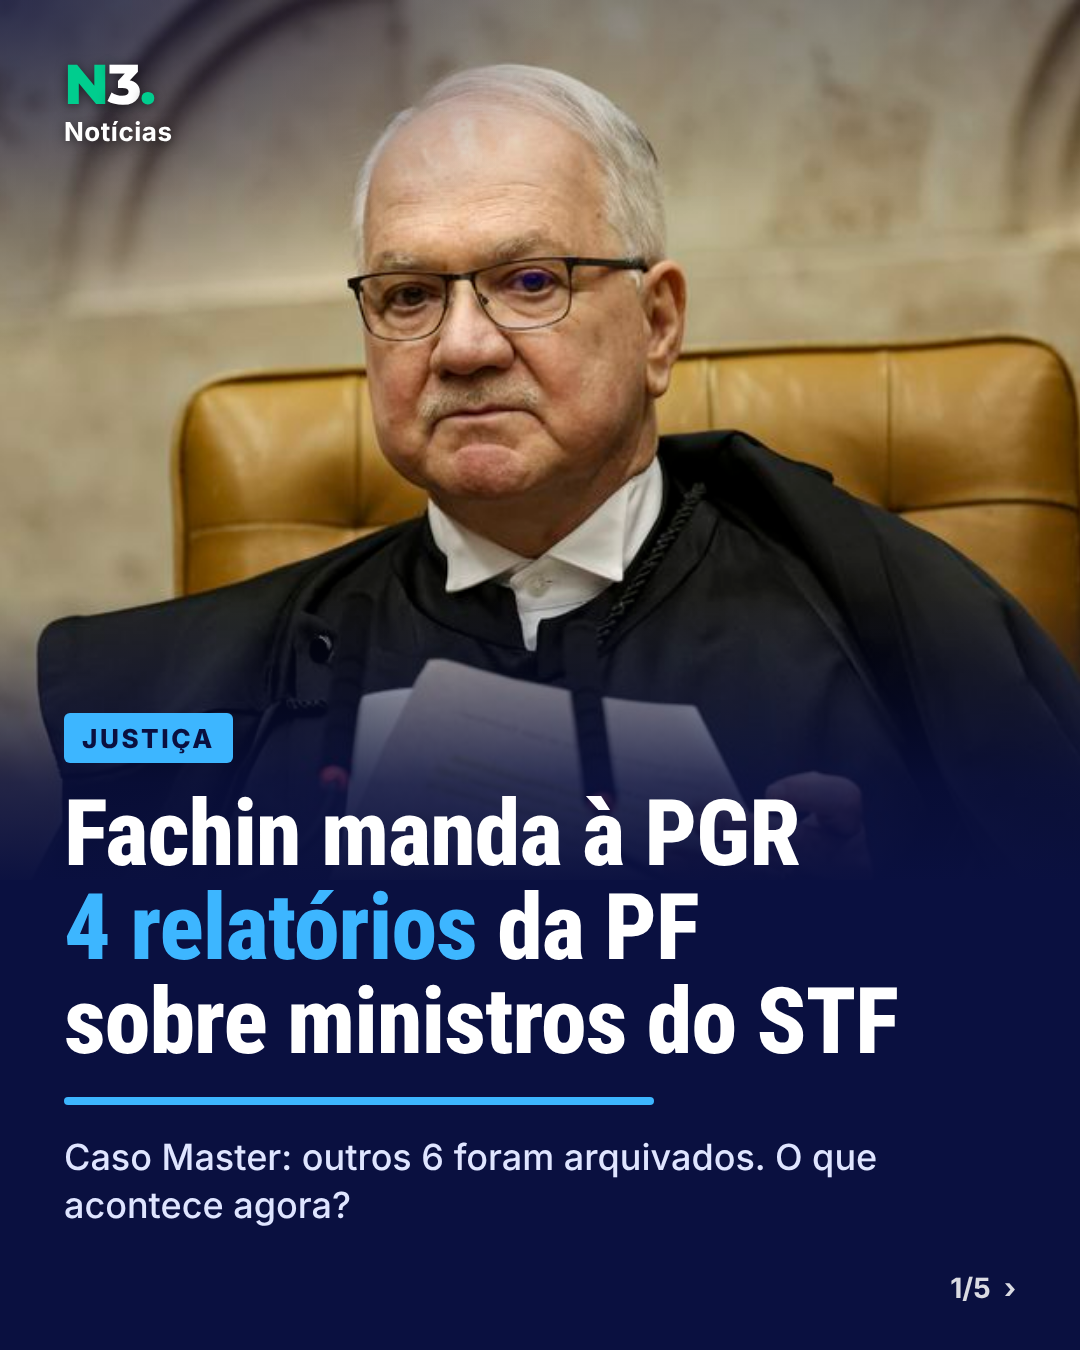 N3.
Notícias
JUSTIÇA
Fachin manda à PGR
4 relatórios da PF
sobre ministros do STF
Caso Master: outros 6 foram arquivados. O que
acontece agora?
1/5 ›